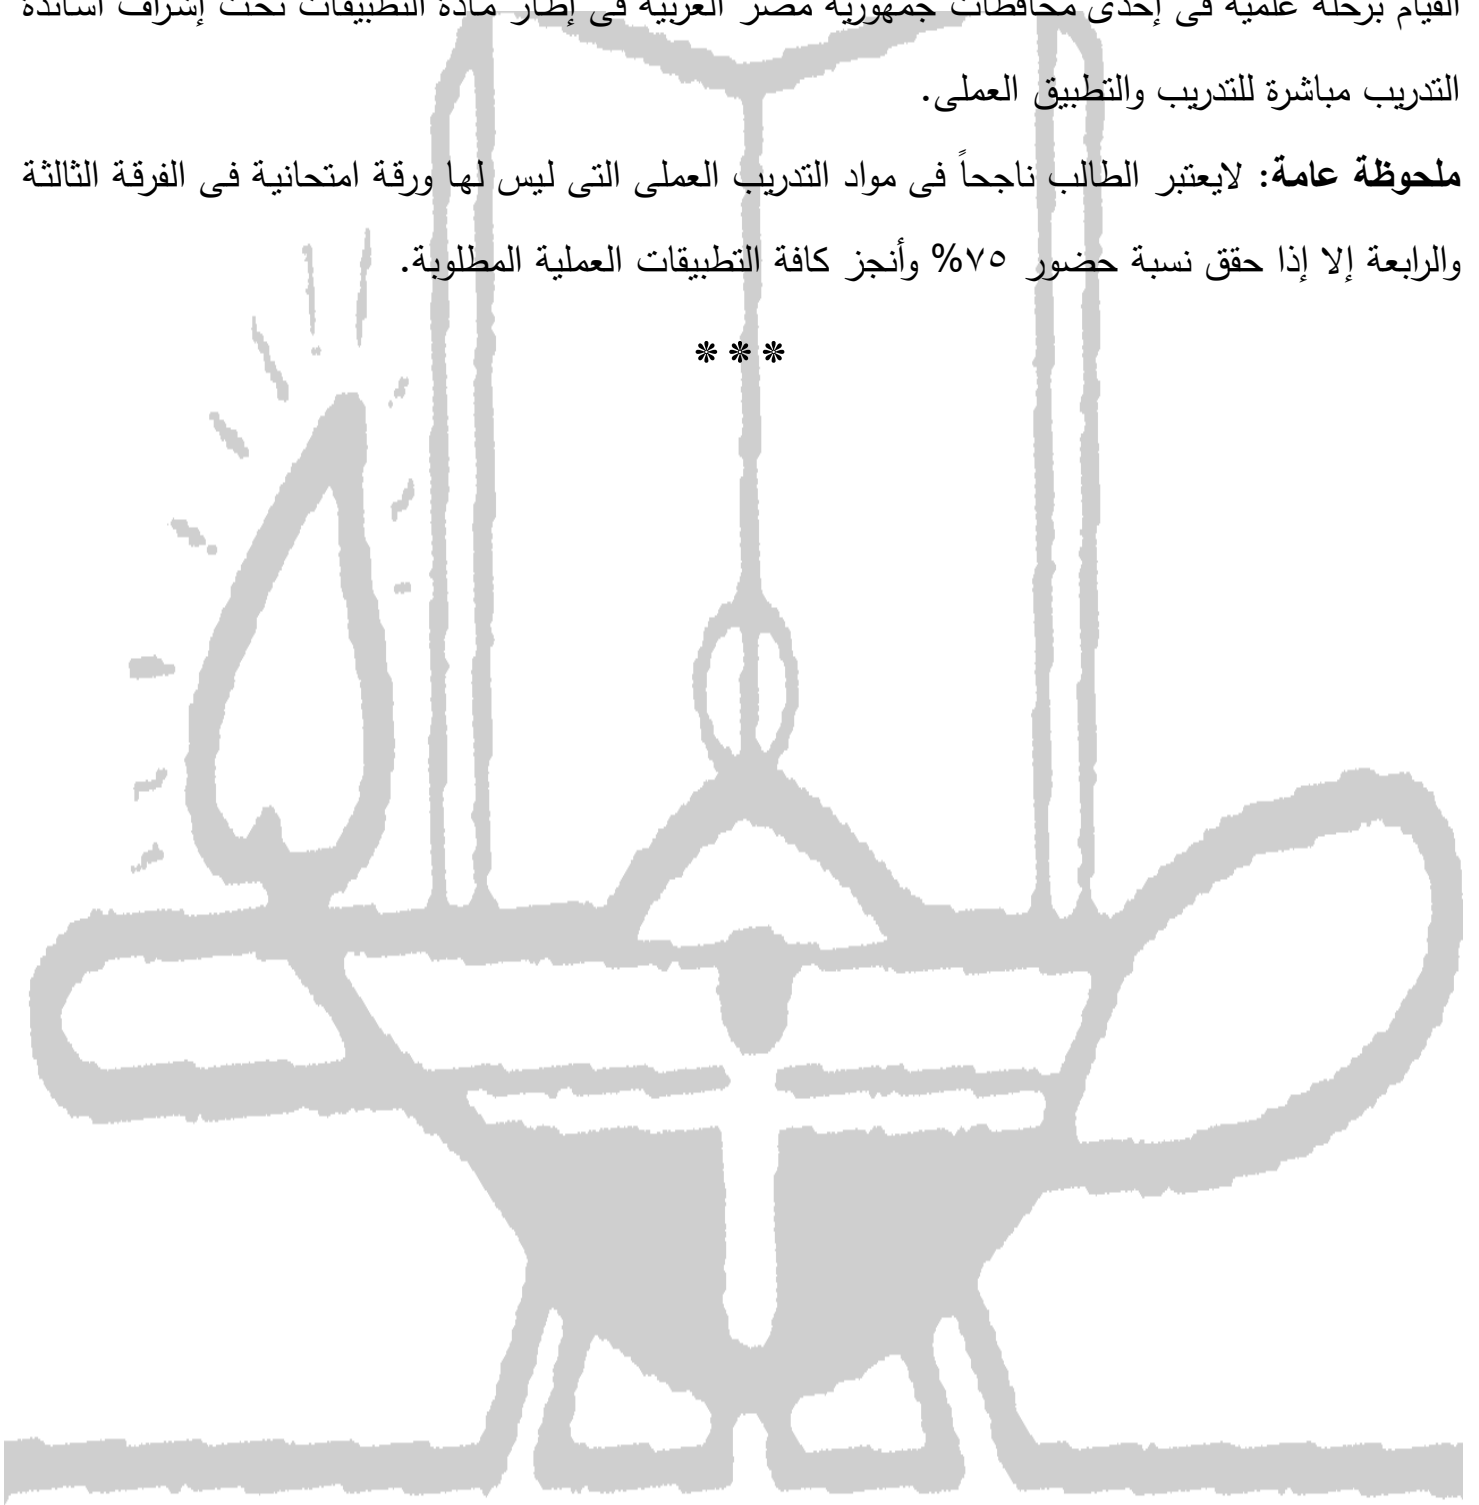 القيام برحلة علمية فى إحدى محافظات جمهورية مصر العربية فى إطار مادة التطبيقات تحت إشراف أساتذة
التدريب مباشرة للتدريب والتطبيق العملى.
ملحوظة عامة: لايعتبر الطالب ناجحاً فى مواد التدريب العملى التى ليس لها ورقة امتحانية فى الفرقة الثالثة
والرابعة إلا إذا حقق نسبة حضور ٧٥% وأنجز كافة التطبيقات العملية المطلوبة.
***